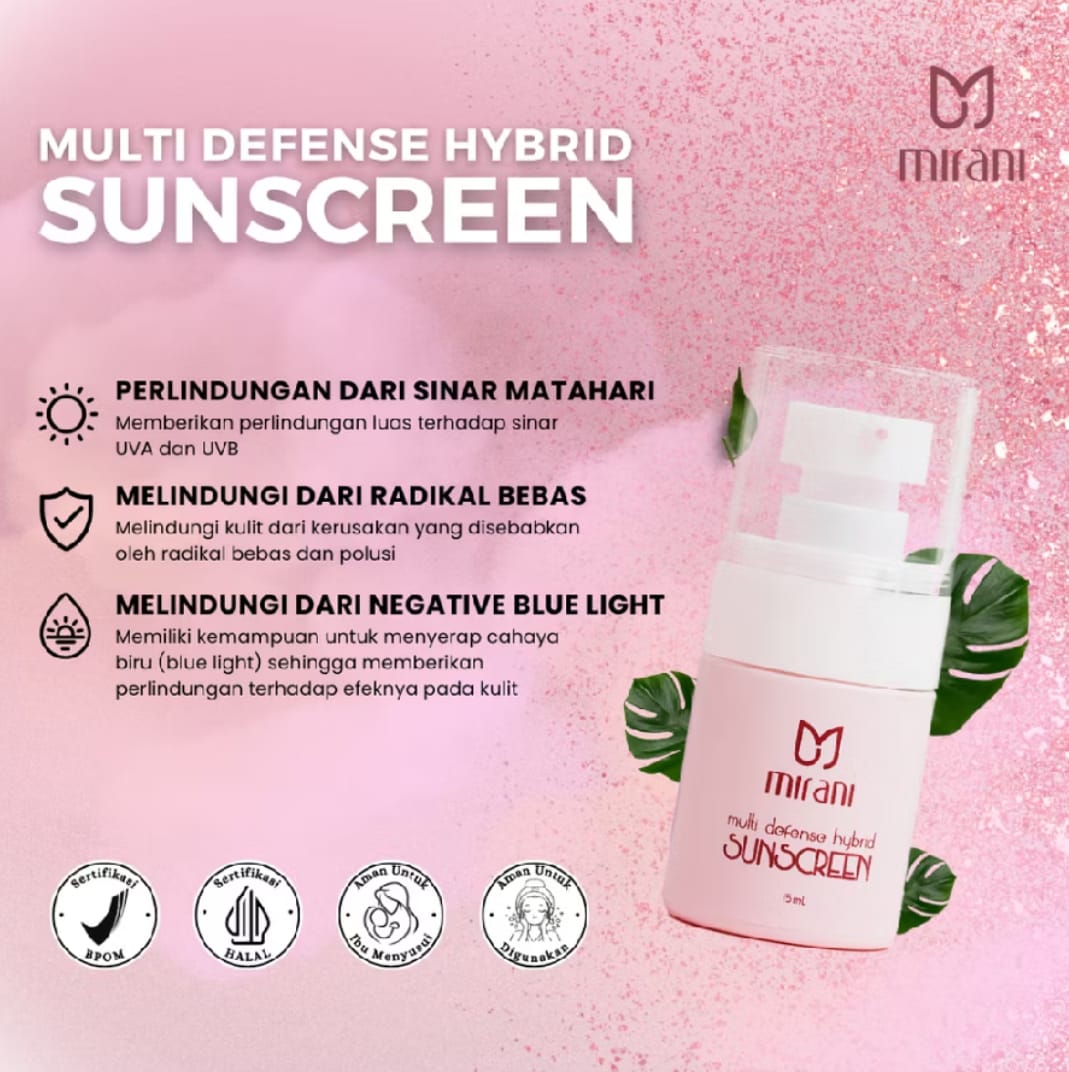 mirani
MULTI DEFENSE HYBRID
SUNSCREEN
PERLINDUNGAN DARI SINAR MATAHARI
Memberikan perlindungan luas terhadap sinar
UVA dan UVB
MELINDUNGI DARI RADIKAL BEBAS
Melindungi kulit dari kerusakan yang disebabkan
oleh radikal bebas dan polusi
MELINDUNGI DARI NEGATIVE BLUE LIGHT
Memiliki kemampuan untuk menyerap cahaya
biru (blue light) sehingga memberikan
perlindungan terhadap efeknya pada kulit
mirani
multi defense hybrid
SUNSCREEN
15 mL
Sertifikasi
BPOM
Sertifikasi
HALAL
Aman Untuk
Ibu Menyusui
Aman Untuk
Digunakan